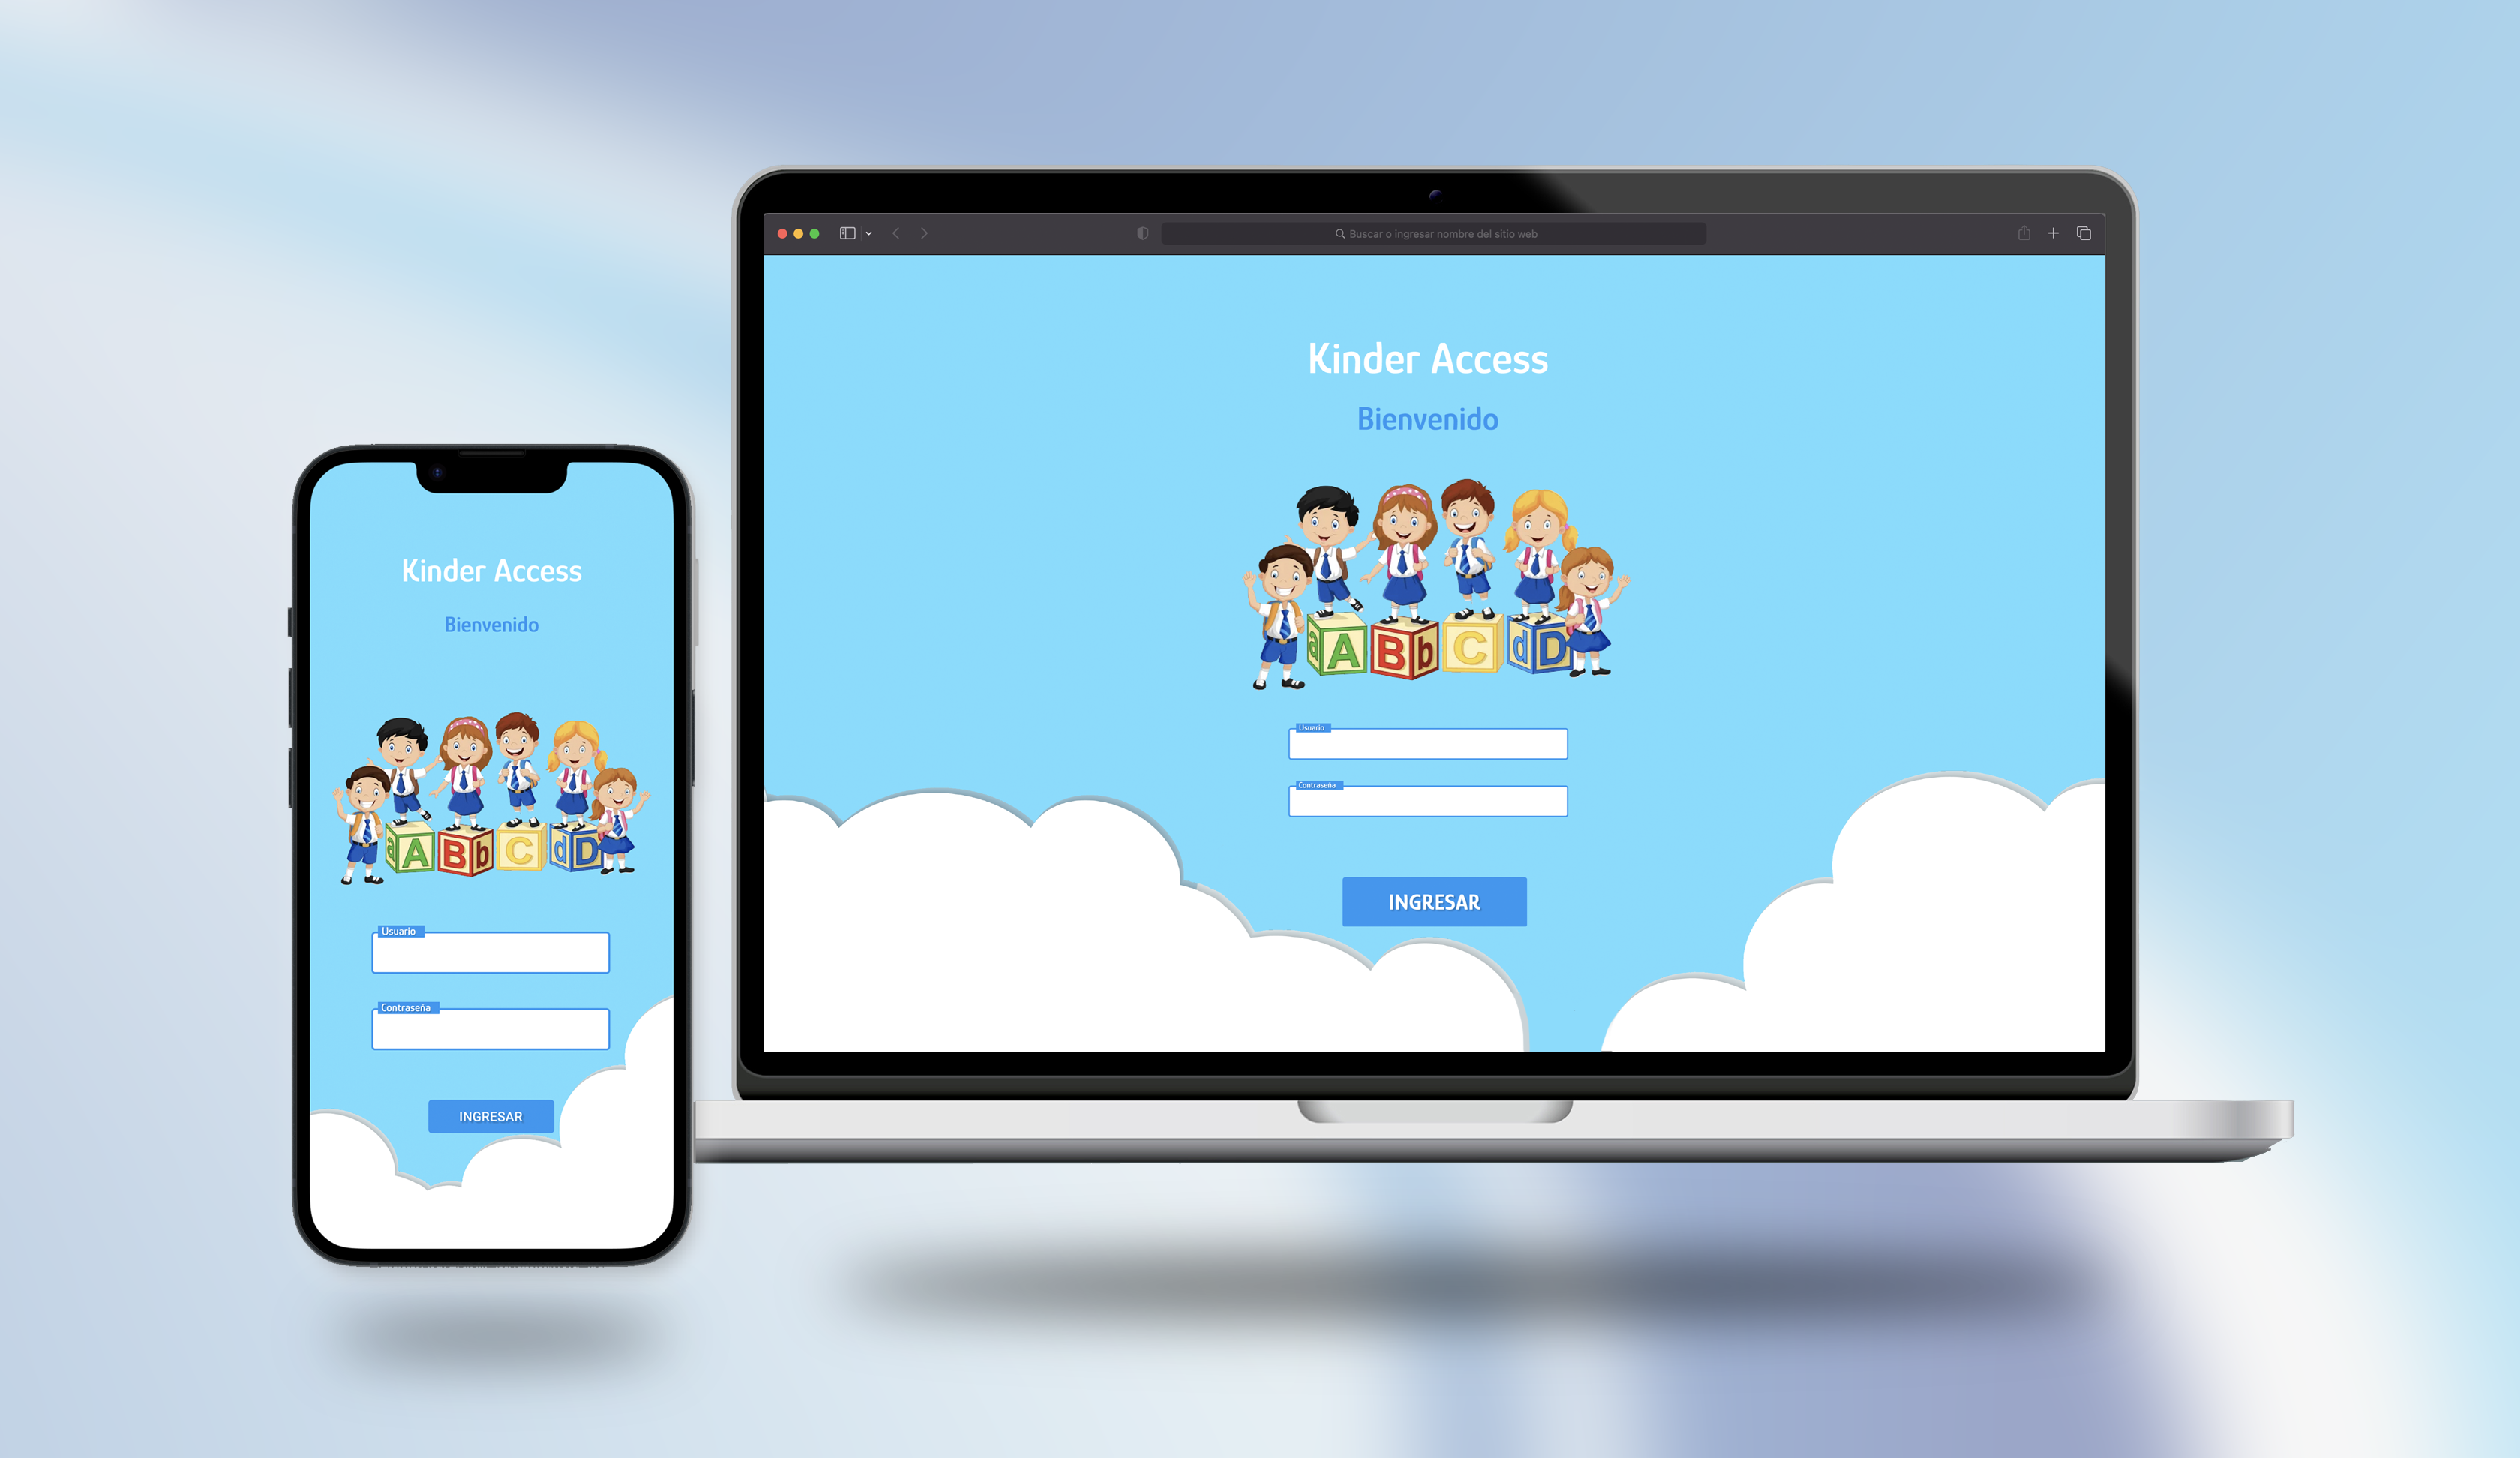 Buscar o ingresar nombre del sitio web
Kinder Access
Bienvenido
a A B b C d D
Usuario
Contraseña
INGRESAR
Kinder Access
Bienvenido
a A B b C d D
Usuario
Contraseña
INGRESAR